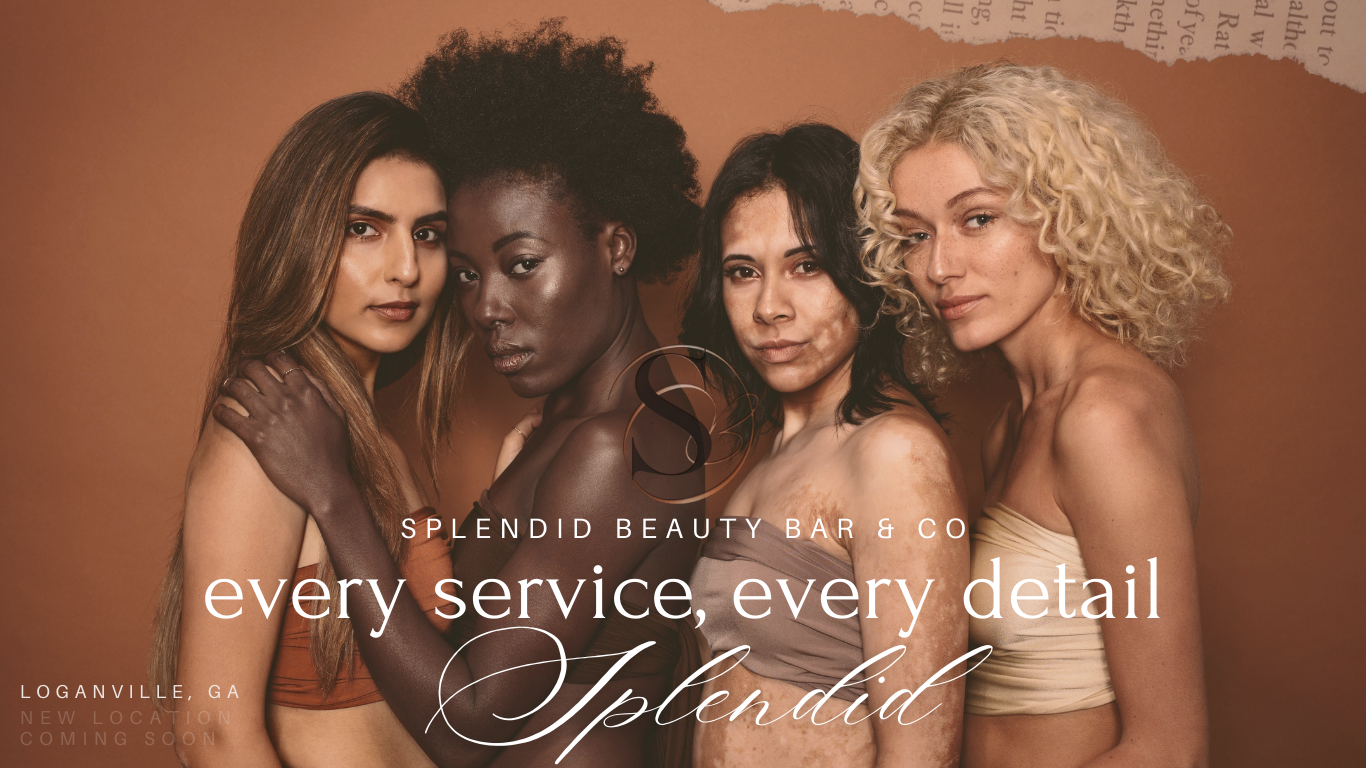 SPLENDID BEAUTY BAR & CO
every service, every detail
Splendid
LOGANVILLE, GA
NEW LOCATION
COMING SOON